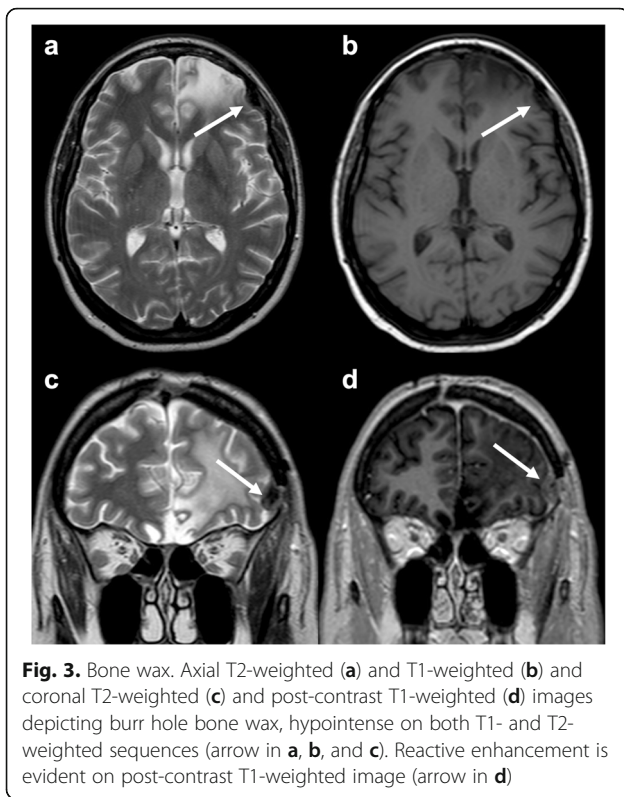 a
b
c
d
Fig. 3. Bone wax. Axial T2-weighted (a) and T1-weighted (b) and
coronal T2-weighted (c) and post-contrast T1-weighted (d) images
depicting burr hole bone wax, hypointense on both T1- and T2-
weighted sequences (arrow in a, b, and c). Reactive enhancement is
evident on post-contrast T1-weighted image (arrow in d)